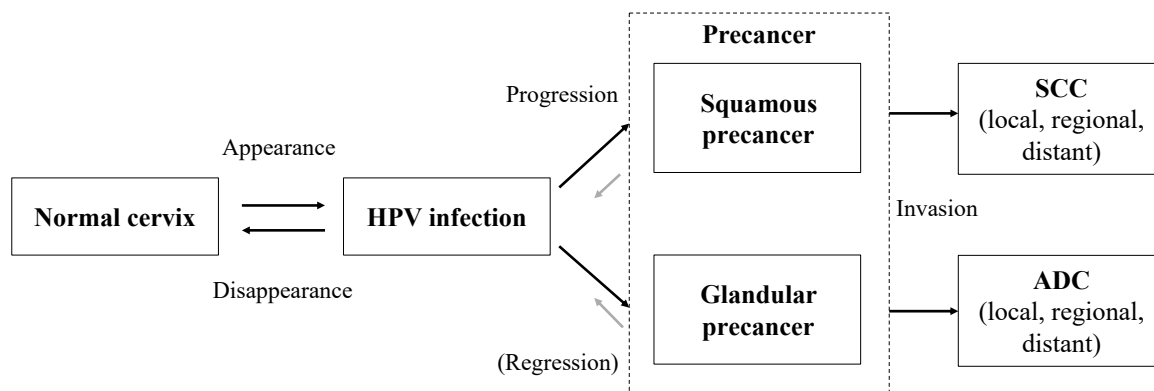 Precancer
Progression
Squamous
precancer
SCC
(local, regional,
distant)
Appearance
Normal cervix
HPV infection
Invasion
Disappearance
Glandular
precancer
ADC
(local, regional,
distant)
(Regression)